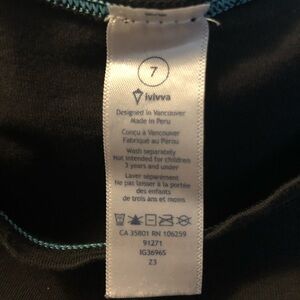 7
ivivva
Designed in Vancouver
Made in Peru
Conçu à Vancouver
Fabriqué au Perou
Wash separately
Not intended for children
3 years and under
Laver séparément
Ne pas laisser à la portée
des enfants
de trois ans et moins
CA 35801 RN 106259
91271
IG3696S
Z3